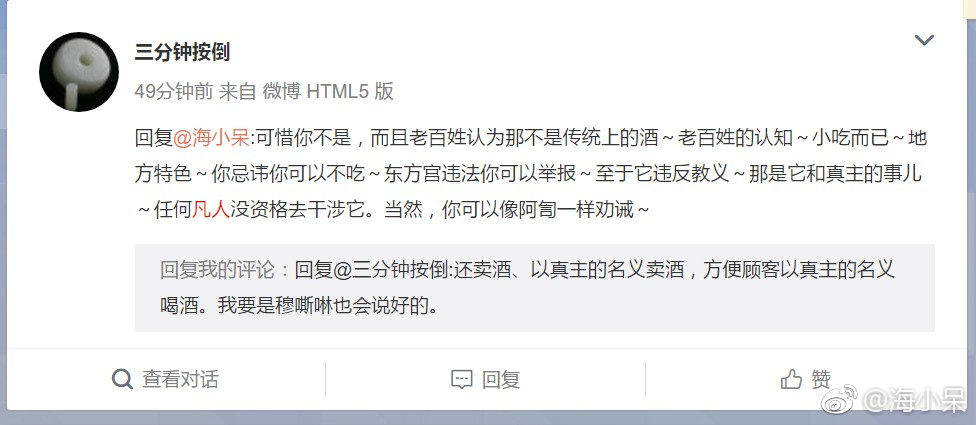 三分钟按倒
49分钟前 来自 微博 HTML5 版
回复@海小呆:可惜你不是，而且老百姓认为那不是传统上的酒～老百姓的认知～小吃而已～地
方特色～你忌讳你可以不吃～东方宫违法你可以举报～至于它违反教义～那是它和真主的事儿
～任何凡人没资格去干涉它。当然，你可以像阿訇一样劝诫～
回复我的评论：回复@三分钟按倒:还卖酒、以真主的名义卖酒，方便顾客以真主的名义
喝酒。我要是穆嘶啉也会说好的。
查看对话
回复
赞
@海小呆